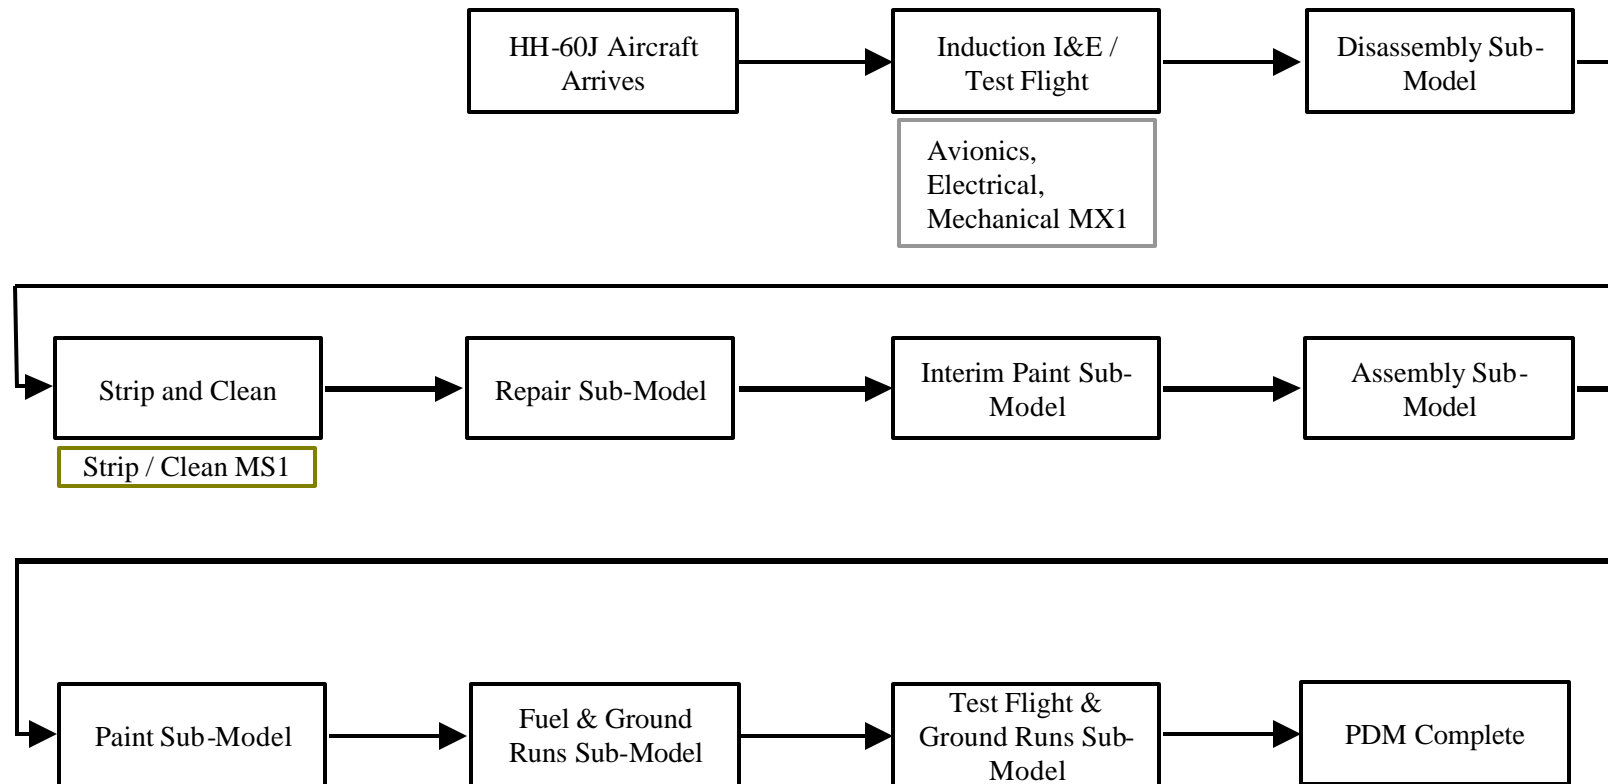 HH-60J Aircraft
Arrives
Induction I&E /
Test Flight
Disassembly Sub-
Model
Avionics,
Electrical,
Mechanical MX1
Strip and Clean
Repair Sub-Model
Interim Paint Sub-
Model
Assembly Sub-
Model
Strip / Clean MS1
Paint Sub-Model
Fuel & Ground
Runs Sub-Model
Test Flight &
Ground Runs Sub-
Model
PDM Complete